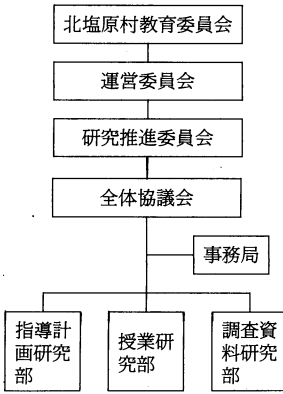 北塩原村教育委員会
運営委員会
研究推進委員会
全体協議会
事務局
指導計
画研究
部
授業研
究部
調査資
料研究
部